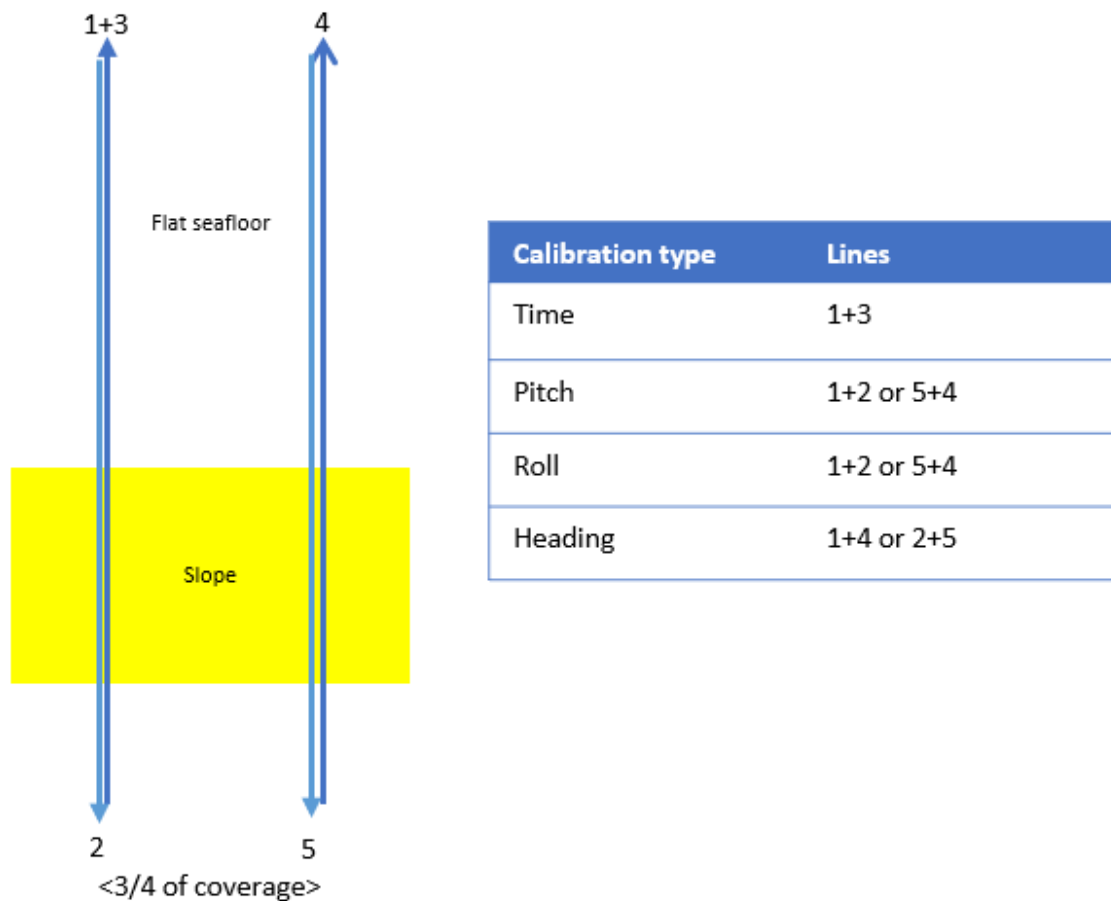 1+3
4
Flat seafloor
Slope
2
5
<3/4 of coverage>
Calibration type Lines
Time 1+3
Pitch 1+2 or 5+4
Roll 1+2 or 5+4
Heading 1+4 or 2+5